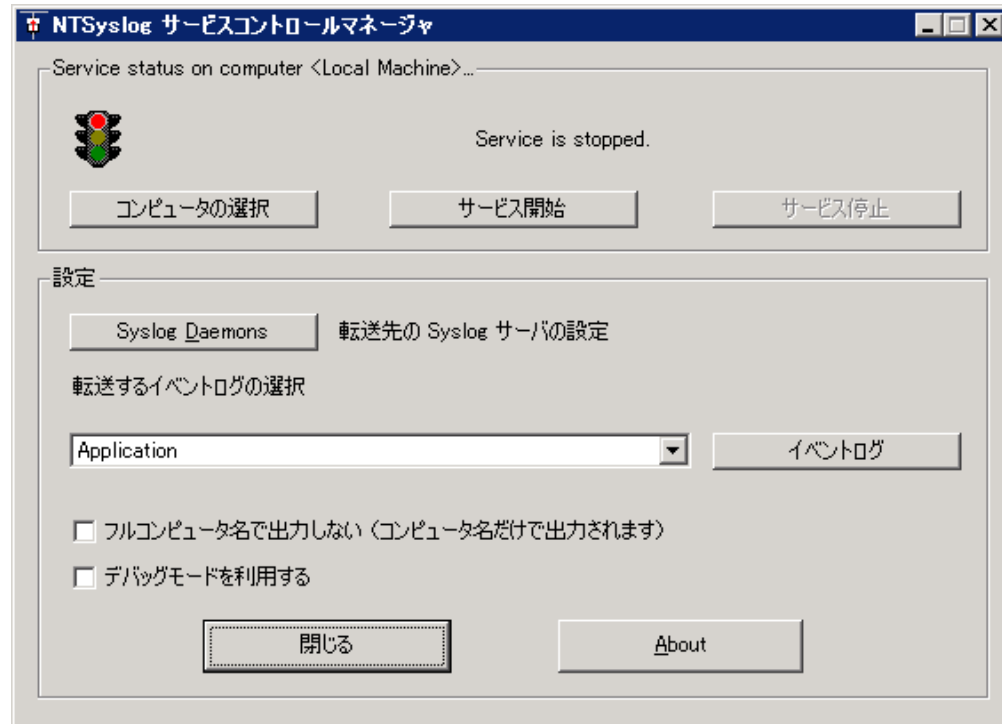 NTSyslog サービスコントロールマネージャ
Service status on computer <Local Machine>...
Service is stopped.
コンピュータの選択 サービス開始 サービス停止
設定
Syslog Daemons 転送先の Syslog サーバの設定
転送するイベントログの選択
Application イベントログ
フルコンピュータ名で出力しない（コンピュータ名だけで出力されます）
デバッグモードを利用する
閉じる About